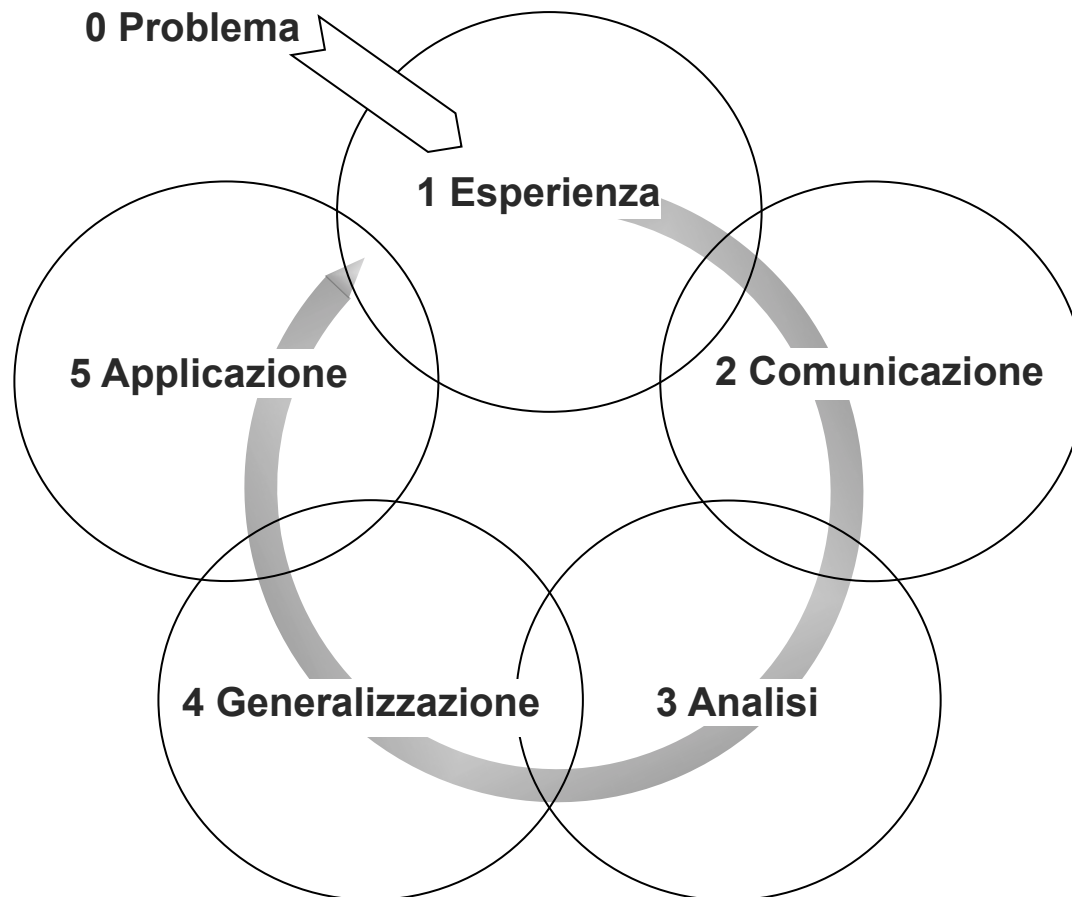 0 Problema
1 Esperienza
2 Comunicazione
3 Analisi
4 Generalizzazione
5 Applicazione